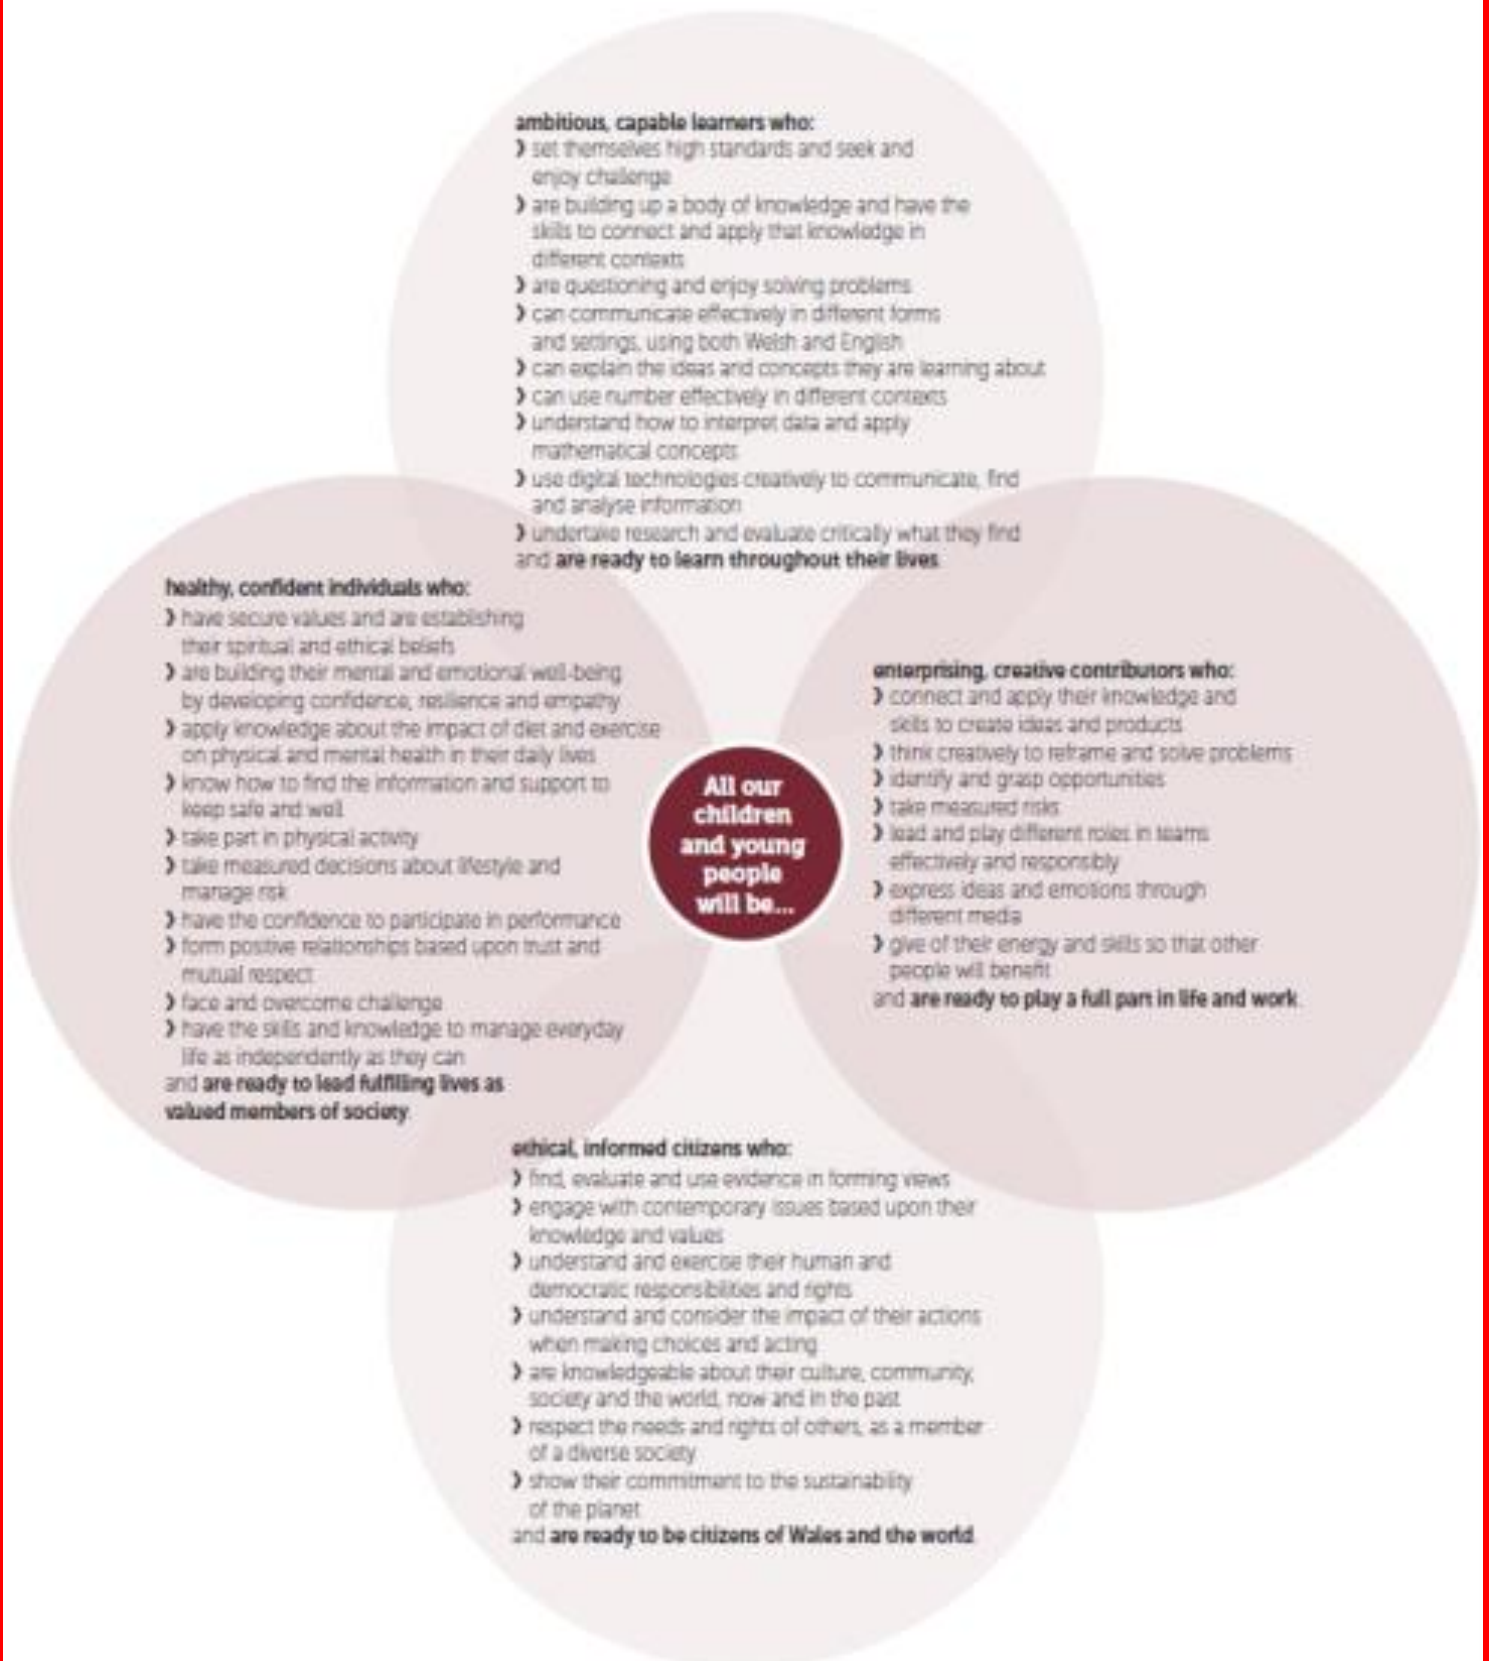 ambitious, capable learners who:
❯ set themselves high standards and seek and
enjoy challenge
❯ are building up a body of knowledge and have the
skills to connect and apply that knowledge in
different contexts
❯ are questioning and enjoy solving problems
❯ can communicate effectively in different forms
and settings, using both Welsh and English
❯ can explain the ideas and concepts they are learning about
❯ can use number effectively in different contexts
❯ understand how to interpret data and apply
mathematical concepts
❯ use digital technologies creatively to communicate, find
and analyse information
❯ undertake research and evaluate critically what they find
and are ready to learn throughout their lives.
healthy, confident individuals who:
❯ have secure values and are establishing
their spiritual and ethical beliefs
❯ are building their mental and emotional well-being
by developing confidence, resilience and empathy
❯ apply knowledge about the impact of diet and exercise
on physical and mental health in their daily lives
❯ know how to find the information and support to
keep safe and well
❯ take part in physical activity
❯ take measured decisions about lifestyle and
manage risk
❯ have the confidence to participate in performance
❯ form positive relationships based upon trust and
mutual respect
❯ face and overcome challenge
❯ have the skills and knowledge to manage everyday
life as independently as they can
and are ready to lead fulfilling lives as
valued members of society.
All our
children
and young
people
will be...
enterprising, creative contributors who:
❯ connect and apply their knowledge and
skills to create ideas and products
❯ think creatively to reframe and solve problems
❯ identify and grasp opportunities
❯ take measured risks
❯ lead and play different roles in teams
effectively and responsibly
❯ express ideas and emotions through
different media
❯ give of their energy and skills so that other
people will benefit
and are ready to play a full part in life and work.
ethical, informed citizens who:
❯ find, evaluate and use evidence in forming views
❯ engage with contemporary issues based upon their
knowledge and values
❯ understand and exercise their human and
democratic responsibilities and rights
❯ understand and consider the impact of their actions
when making choices and acting
❯ are knowledgeable about their culture, community,
society and the world, now and in the past
❯ respect the needs and rights of others, as a member
of a diverse society
❯ show their commitment to the sustainability
of the planet
and are ready to be citizens of Wales and the world.